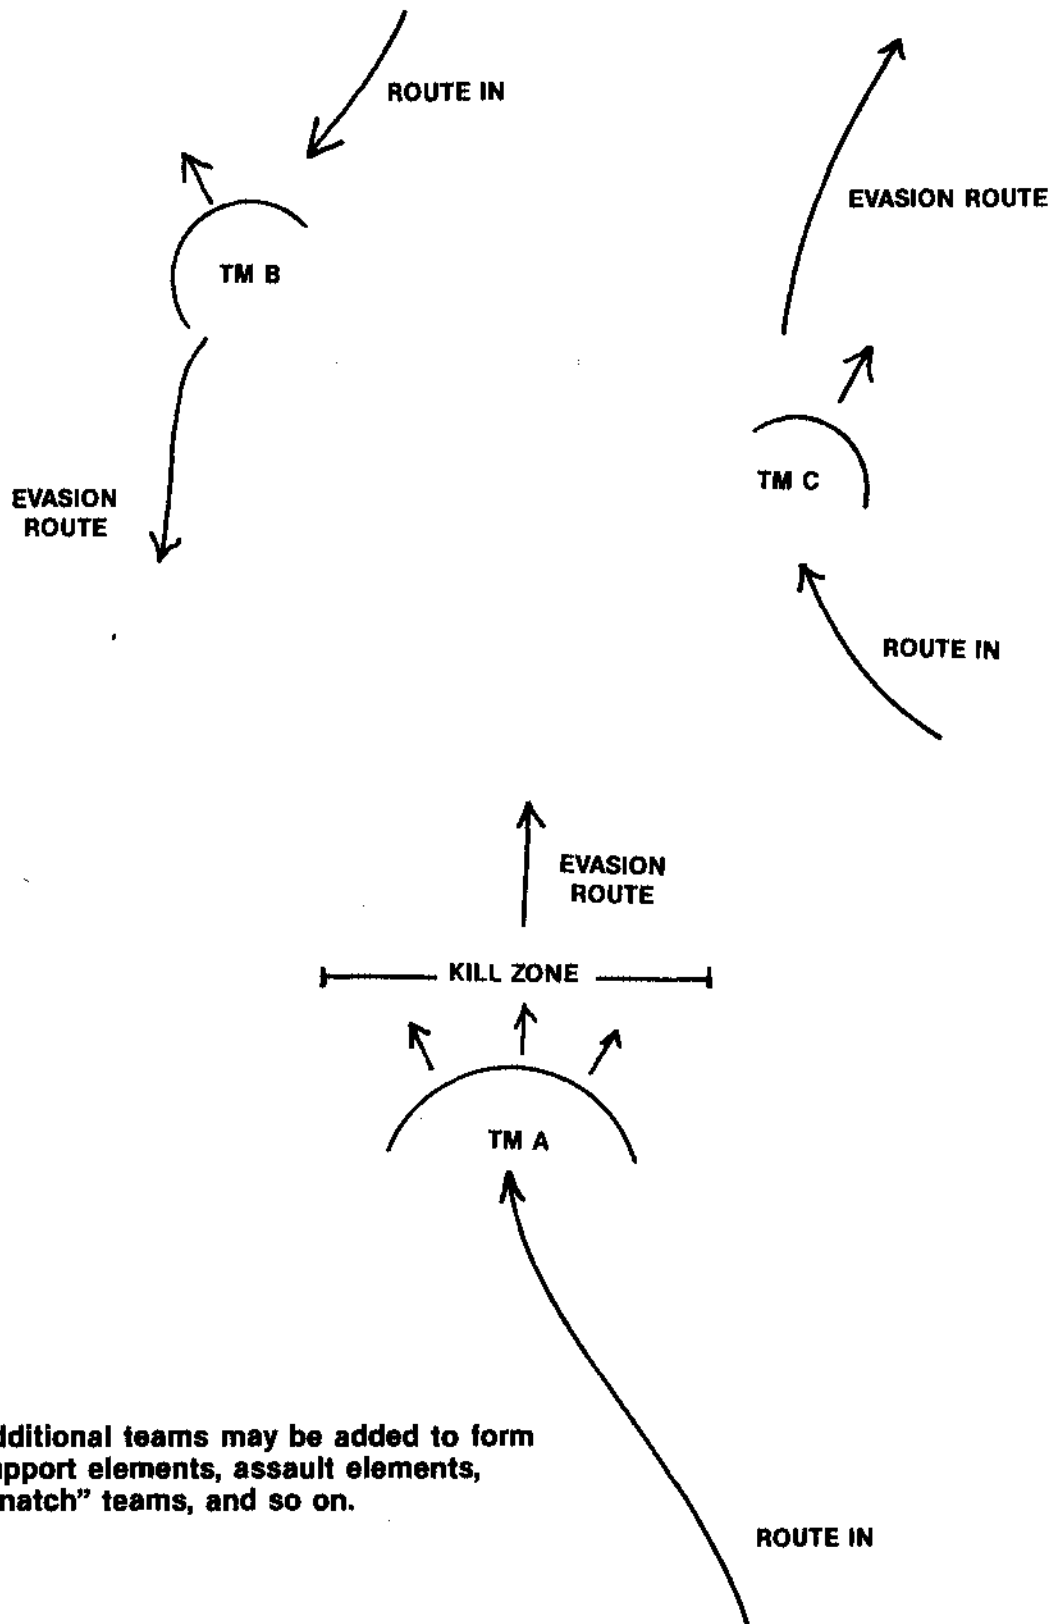 ROUTE IN
EVASION ROUTE
TM B
TM C
EVASION
ROUTE
ROUTE IN
EVASION
ROUTE
KILL ZONE
TM A
dditional teams may be added to form
pport elements, assault elements,
natch” teams, and so on.
ROUTE IN